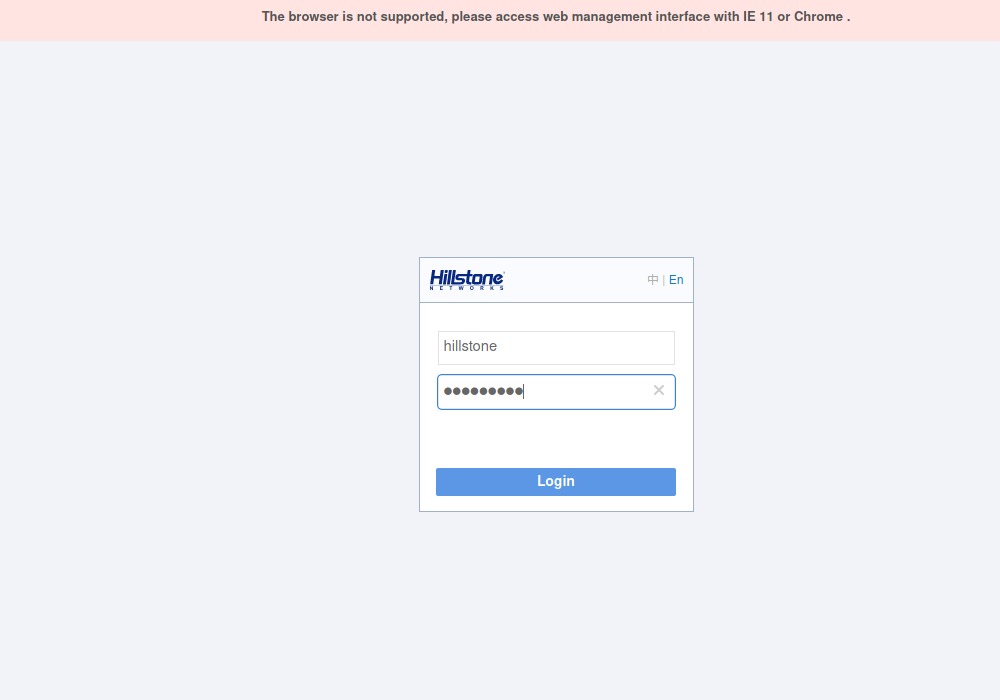 The browser is not supported, please access web management interface with IE 11 or Chrome .
Hillstone
NETWORKS
中 | En
hillstone
Login